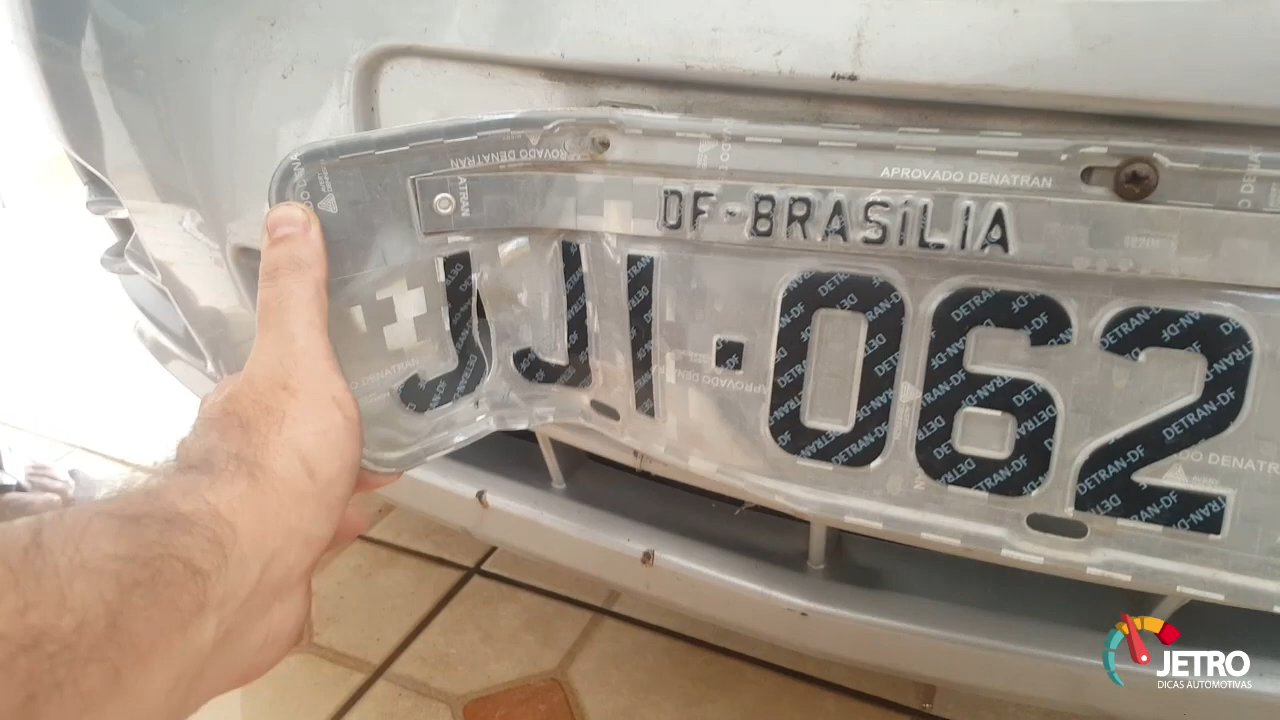 APROVADO DENATRAN
DF-BRASÍLIA
JJI·062
DETRAN-DF
APROVADO DENATRAN
JETRO
DICAS AUTOMOTIVAS